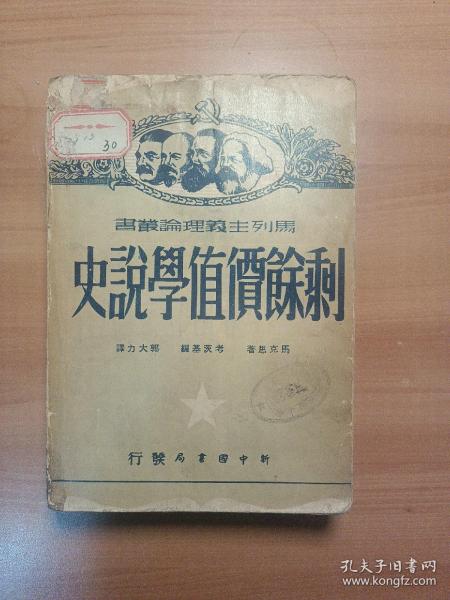 30
馬列主義理論叢書
剩餘價值學說史
馬克思著 考茨基編 郭大力譯
新中國書局發行
孔夫子旧书网
www.kongfz.com